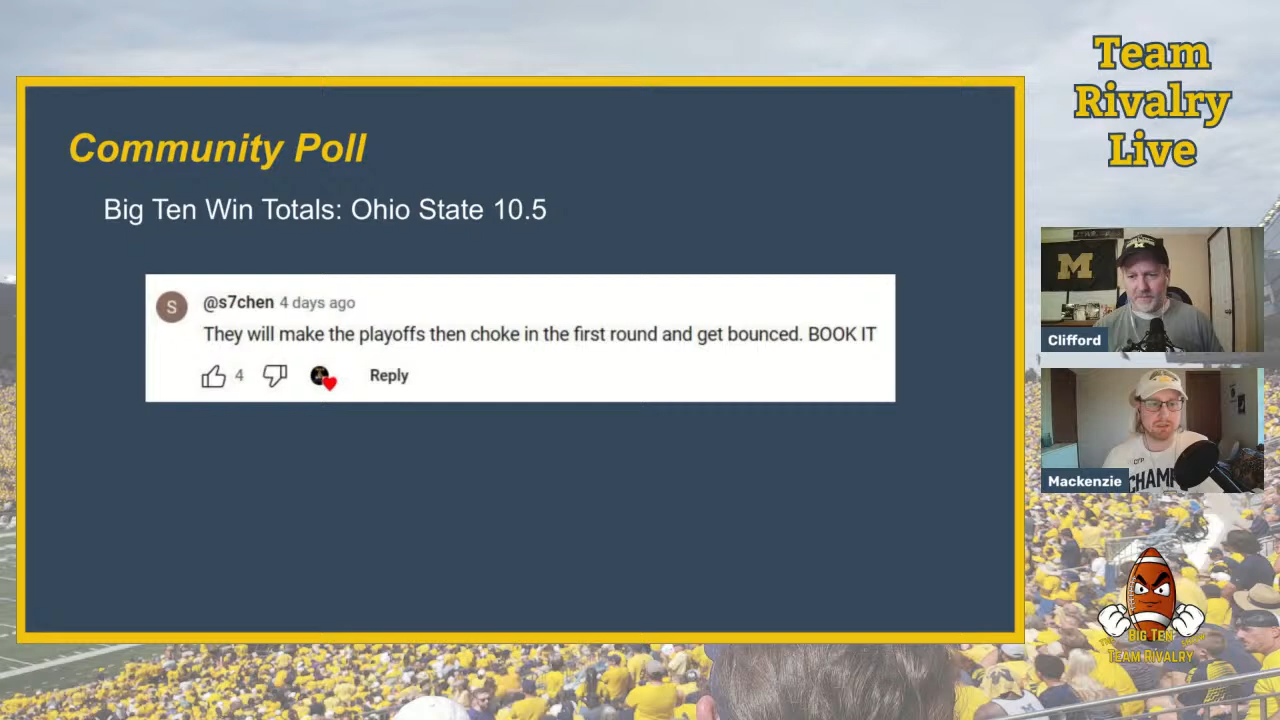 Team
Rivalry
Live
Community Poll
Big Ten Win Totals: Ohio State 10.5
S
@s7chen 4 days ago
They will make the playoffs then choke in the first round and get bounced. BOOK IT
4
Reply
M
Clifford
CFP
CHAMP
Mackenzie
BIG TEN
TEAM RIVALRY